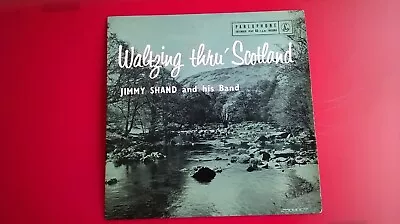 PARLOPHONE
Waltzing thru' Scotland
JIMMY SHAND and his Band